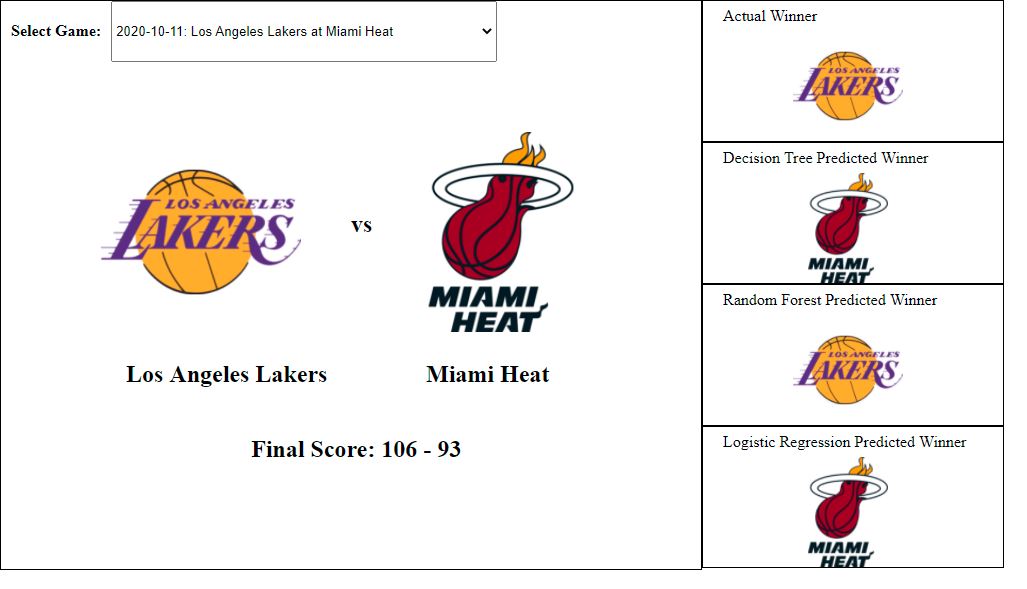 Select Game: 2020-10-11: Los Angeles Lakers at Miami Heat
LOS ANGELES
LAKERS
vs
MIAMI
HEAT
Los Angeles Lakers
Miami Heat
Final Score: 106 - 93
Actual Winner
LOS ANGELES
LAKERS
Decision Tree Predicted Winner
MIAMI
HEAT
Random Forest Predicted Winner
LOS ANGELES
LAKERS
Logistic Regression Predicted Winner
MIAMI
HEAT